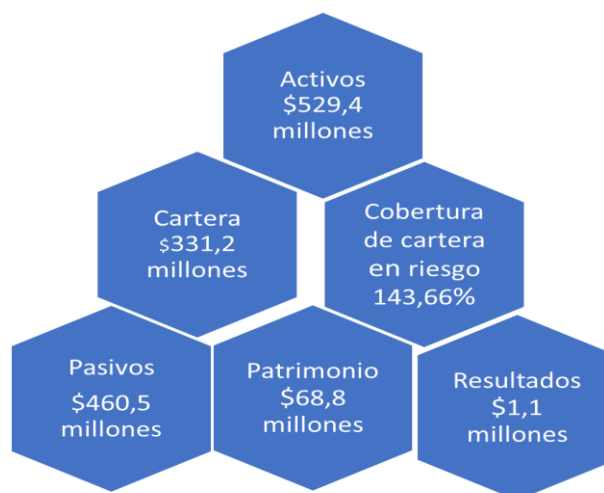 Activos
$529,4
millones
Cartera
$331,2
millones
Cobertura
de cartera
en riesgo
143,66%
Pasivos
$460,5
millones
Patrimonio
$68,8
millones
Resultados
$1,1
millones